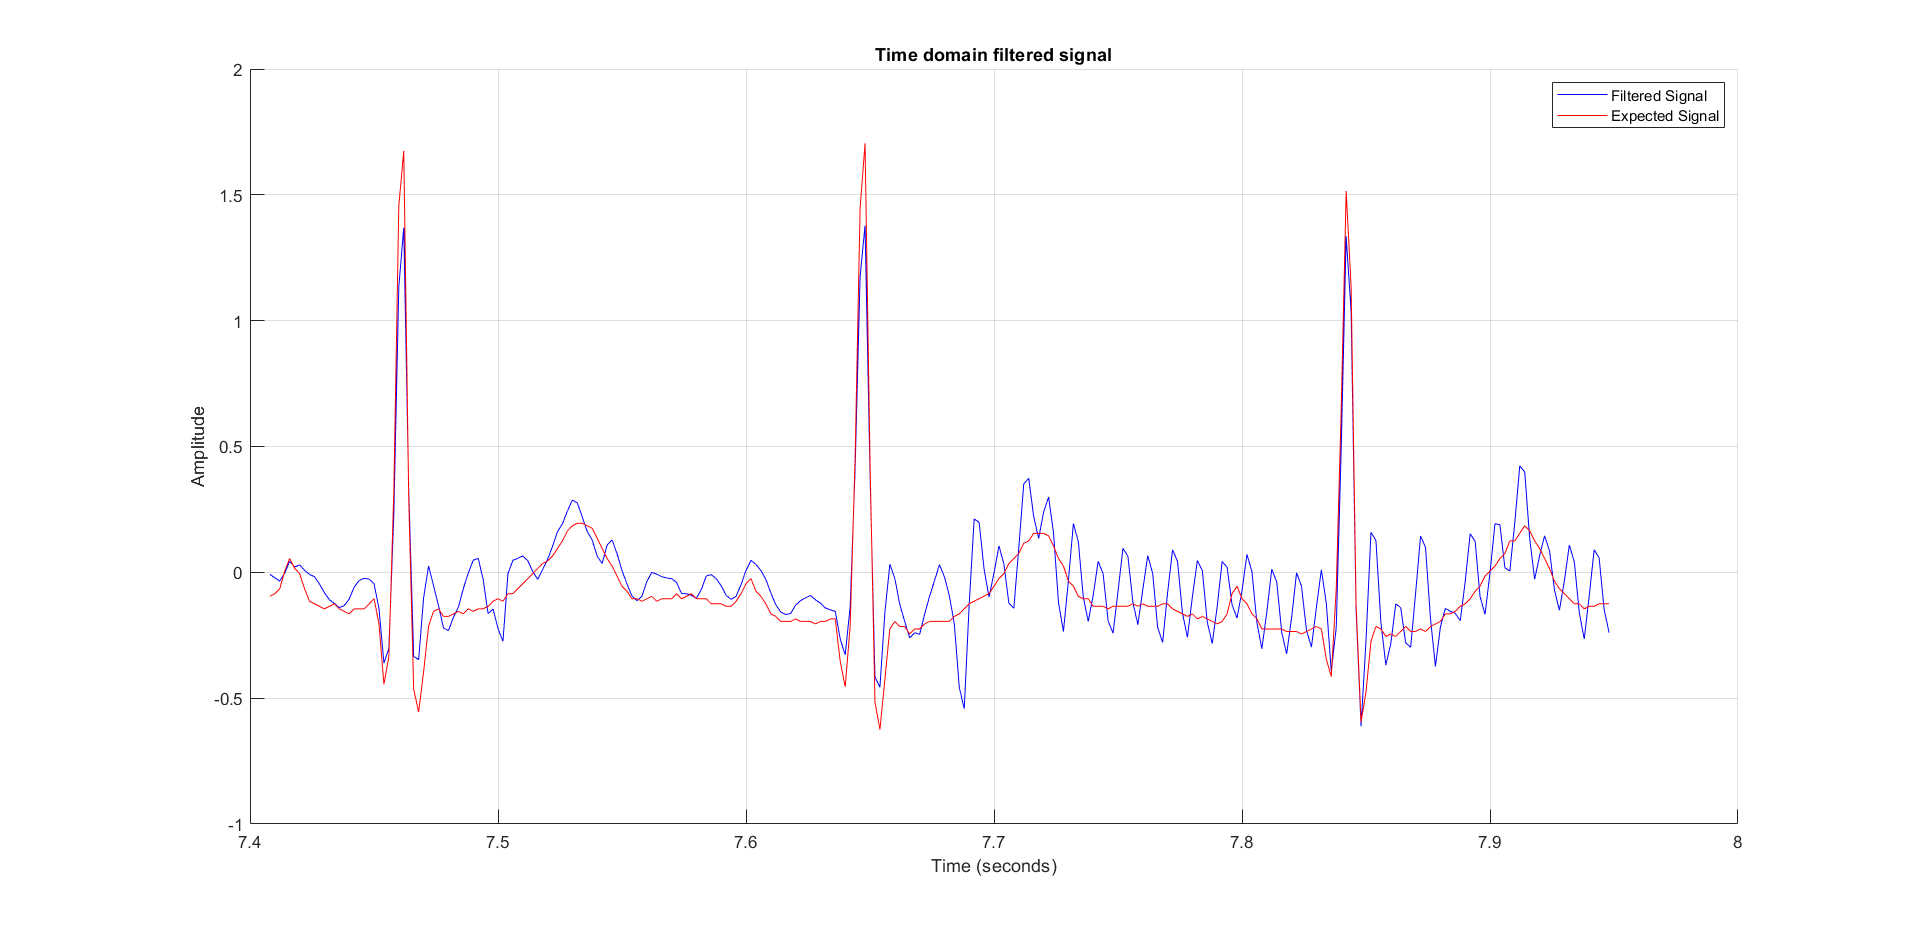 Time domain filtered signal
Filtered Signal
Expected Signal
2
1.5
1
0.5
0
-0.5
-1
Amplitude
7.4
7.5
7.6
7.7
7.8
7.9
8
Time (seconds)